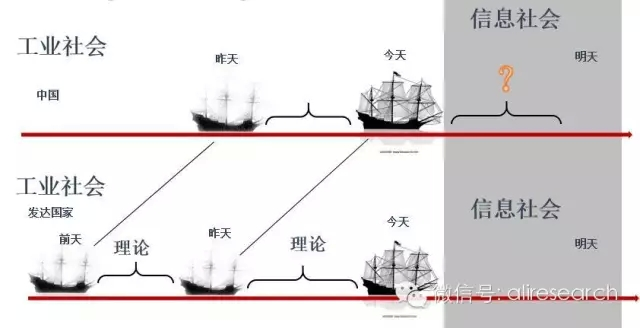 信息社会
工业社会
昨天
今天
明天
中国
?
工业社会
信息社会
发达国家
前天
理论
昨天
理论
今天
明天
微信号: aliresearch